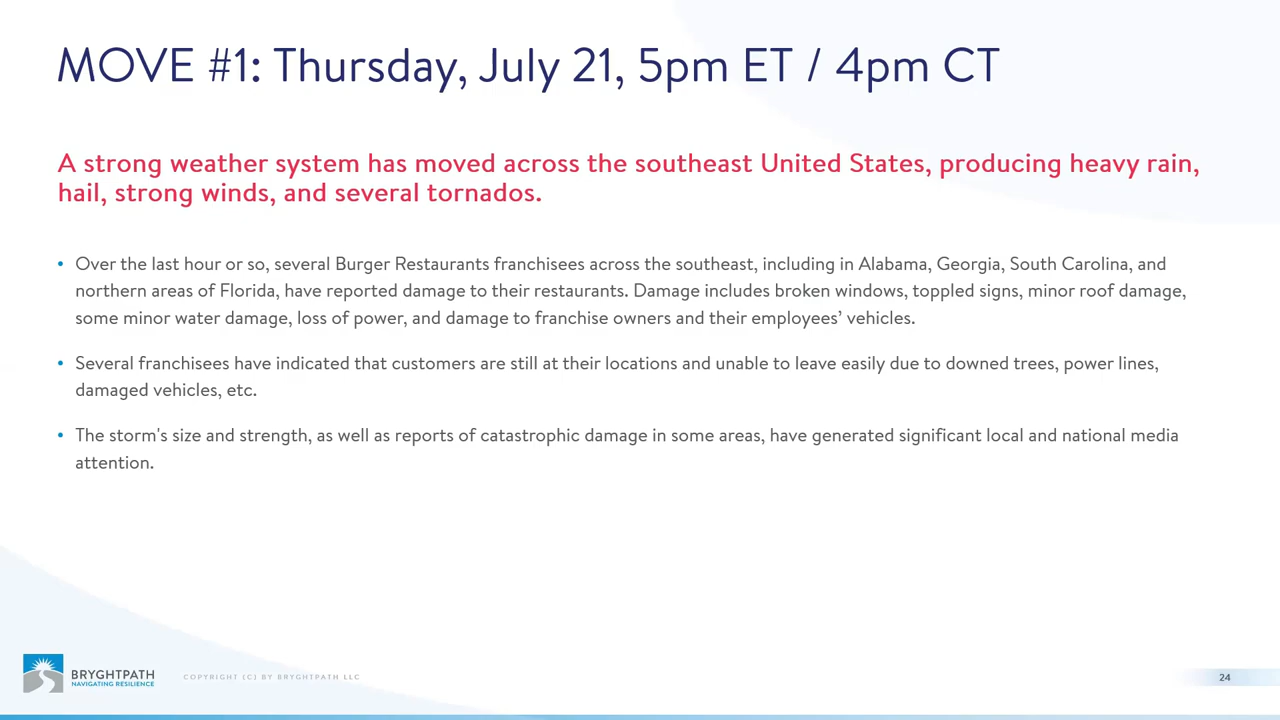 MOVE #1: Thursday, July 21, 5pm ET / 4pm CT
A strong weather system has moved across the southeast United States, producing heavy rain,
hail, strong winds, and several tornados.
• Over the last hour or so, several Burger Restaurants franchisees across the southeast, including in Alabama, Georgia, South Carolina, and
northern areas of Florida, have reported damage to their restaurants. Damage includes broken windows, toppled signs, minor roof damage,
some minor water damage, loss of power, and damage to franchise owners and their employees’ vehicles.
• Several franchisees have indicated that customers are still at their locations and unable to leave easily due to downed trees, power lines,
damaged vehicles, etc.
• The storm's size and strength, as well as reports of catastrophic damage in some areas, have generated significant local and national media
attention.
BRYGHTPATH
NAVIGATING RESILIENCE
COPYRIGHT (C) BY BRYGHTPATH LLC
24